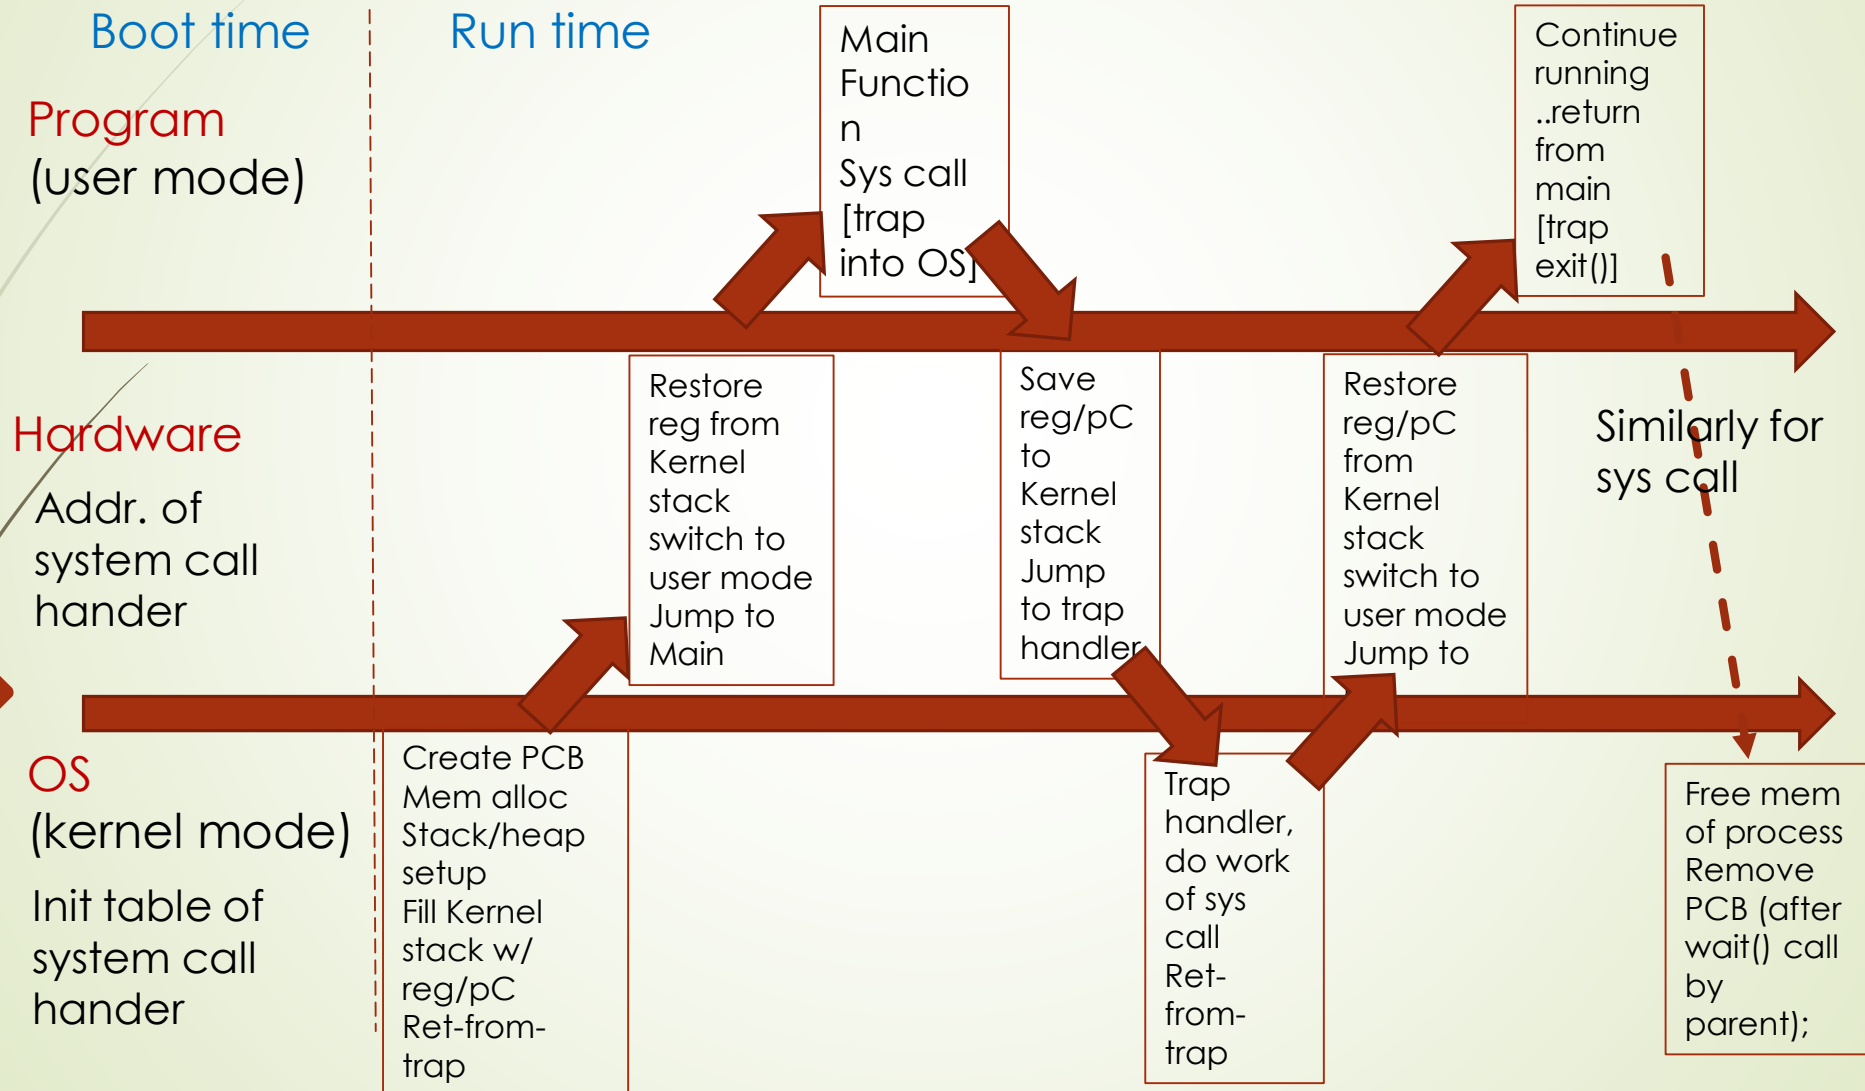 Boot time
Run time
Program
(user mode)
Main
Functio
n
Sys call
[trap
into OS]
Continue
running
..return
from
main
[trap
exit()]
Hardware
Addr. of
system call
hander
Restore
reg from
Kernel
stack
switch to
user mode
Jump to
Main
Save
reg/pC
to
Kernel
stack
Jump
to trap
handler
Restore
reg/pC
from
Kernel
stack
switch to
user mode
Jump to
Similarly for
sys call
OS
(kernel mode)
Init table of
system call
hander
Create PCB
Mem alloc
Stack/heap
setup
Fill Kernel
stack w/
reg/pC
Ret-from-
trap
Trap
handler,
do work
of sys
call
Ret-
from-
trap
Free mem
of process
Remove
PCB (after
wait() call
by
parent);